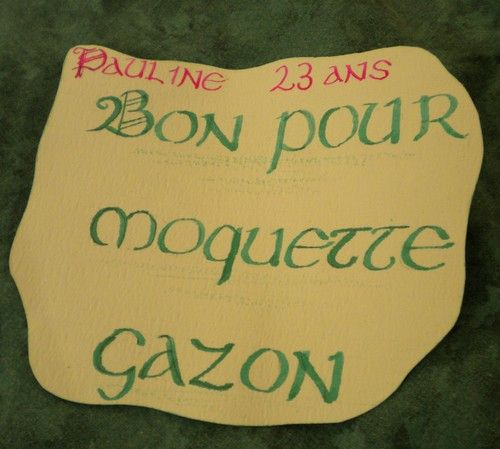 Pauline 23 ans
Bon pour
moquette
gazon